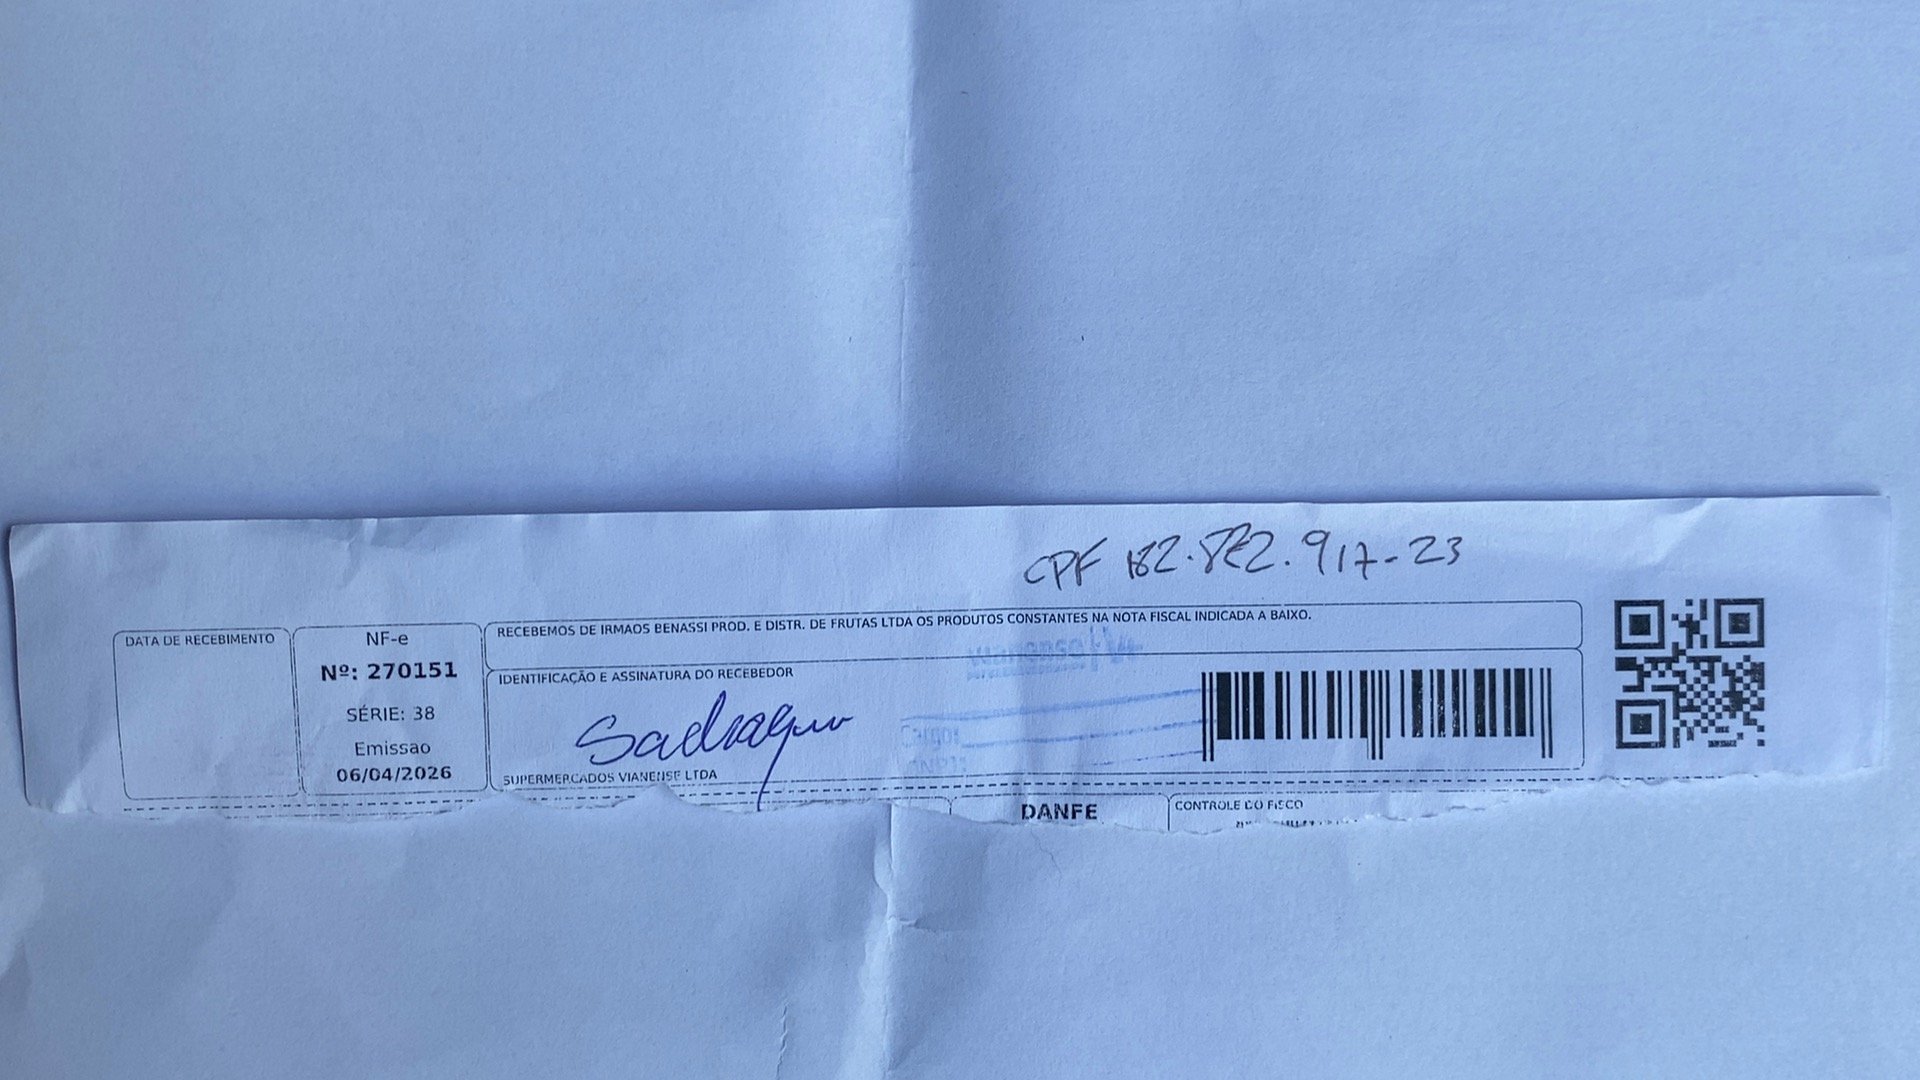 CPF 182.822.917-23
DATA DE RECEBIMENTO
NF-e
Nº: 270151
SÉRIE: 38
Emissao
06/04/2026
RECEBEMOS DE IRMAOS BENASSI PROD. E DISTR. DE FRUTAS LTDA OS PRODUTOS CONSTANTES NA NOTA FISCAL INDICADA A BAIXO.
IDENTIFICAÇÃO E ASSINATURA DO RECEBEDOR
SUPERMERCADOS VIANENSE LTDA
DANFE
CONTROLE DO FISCO